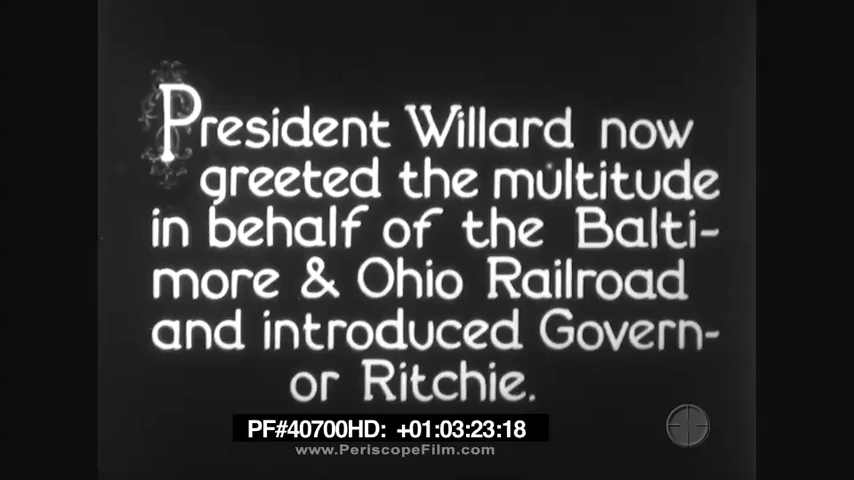 President Willard now
greeted the multitude
in behalf of the Balti-
more & Ohio Railroad
and introduced Govern-
or Ritchie.
PF#40700HD: +01:03:23:18
www.PeriscopeFilm.com